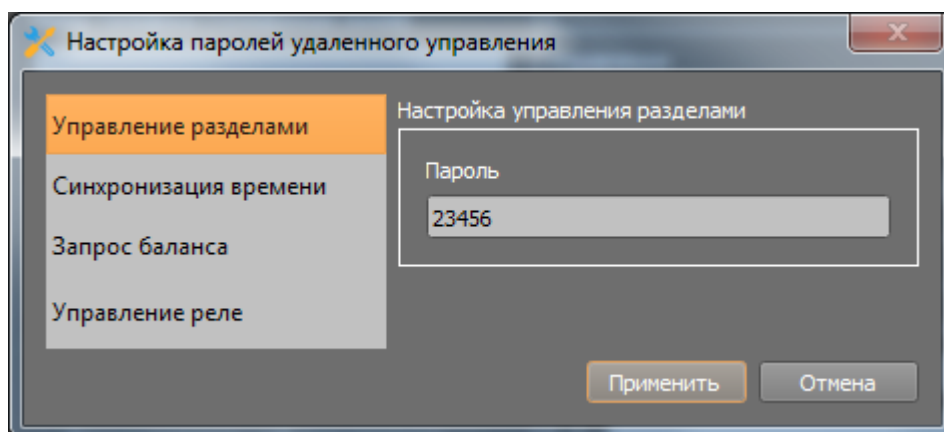 Настройка паролей удаленного управления
Управление разделами
Синхронизация времени
Запрос баланса
Управление реле
Настройка управления разделами
Пароль
23456
Применить
Отмена